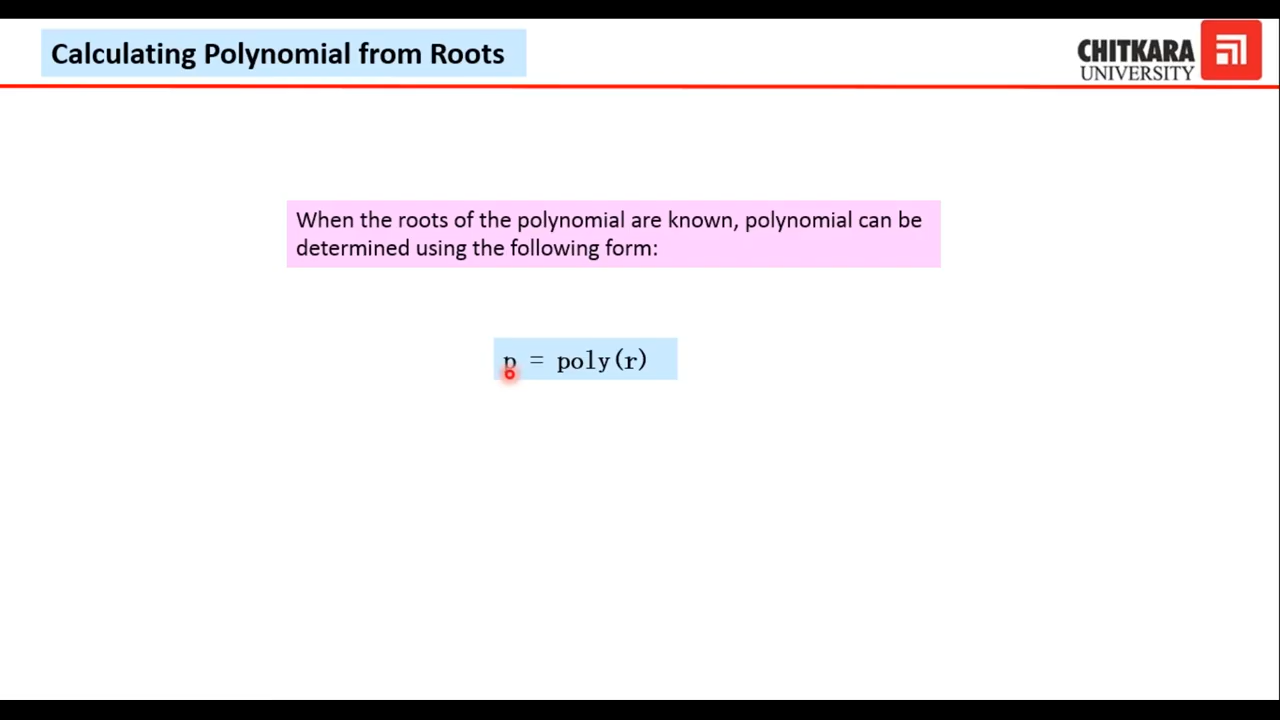 Calculating Polynomial from Roots
CHITKARA
UNIVERSITY
When the roots of the polynomial are known, polynomial can be
determined using the following form:
p = poly(r)